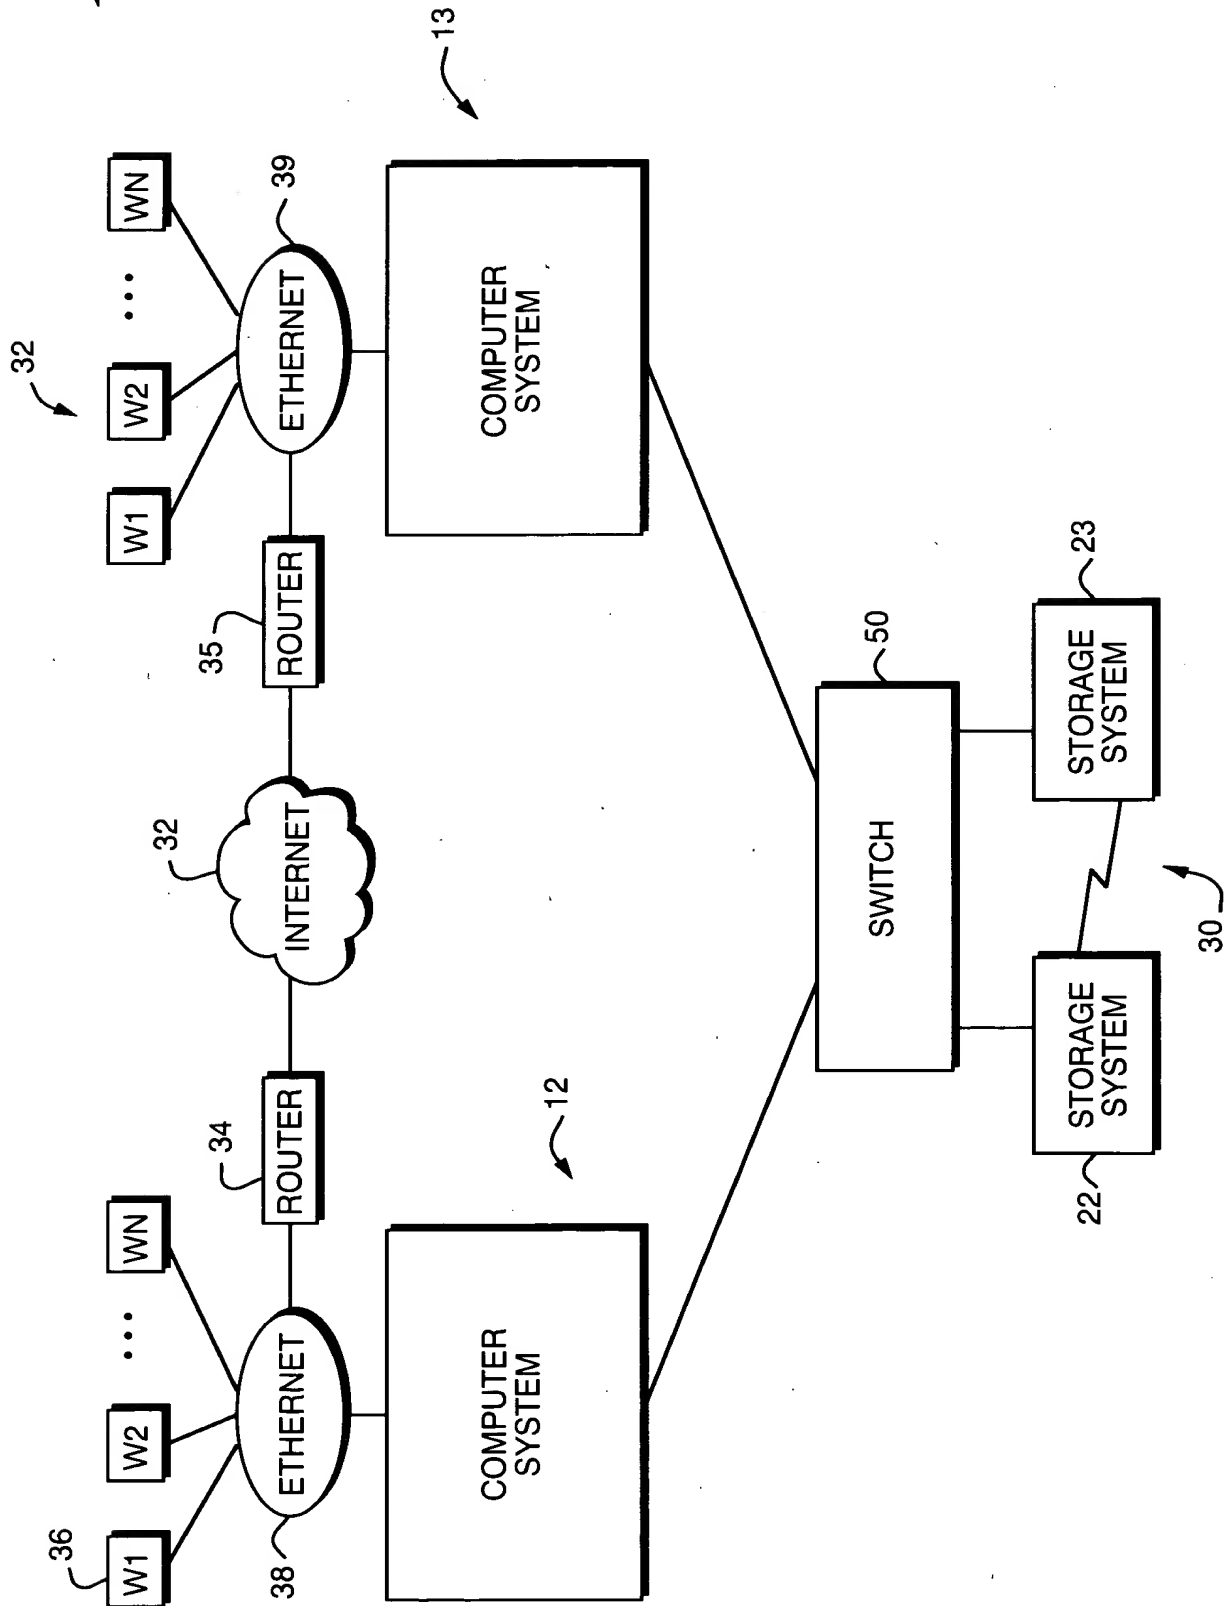 36
W1
W2
...
WN
32
W1
W2
...
WN
38
ETHERNET
34
ROUTER
32
INTERNET
35
ROUTER
ETHERNET
39
COMPUTER
SYSTEM
12
COMPUTER
SYSTEM
13
SWITCH
50
22
STORAGE
SYSTEM
STORAGE
SYSTEM
23
30